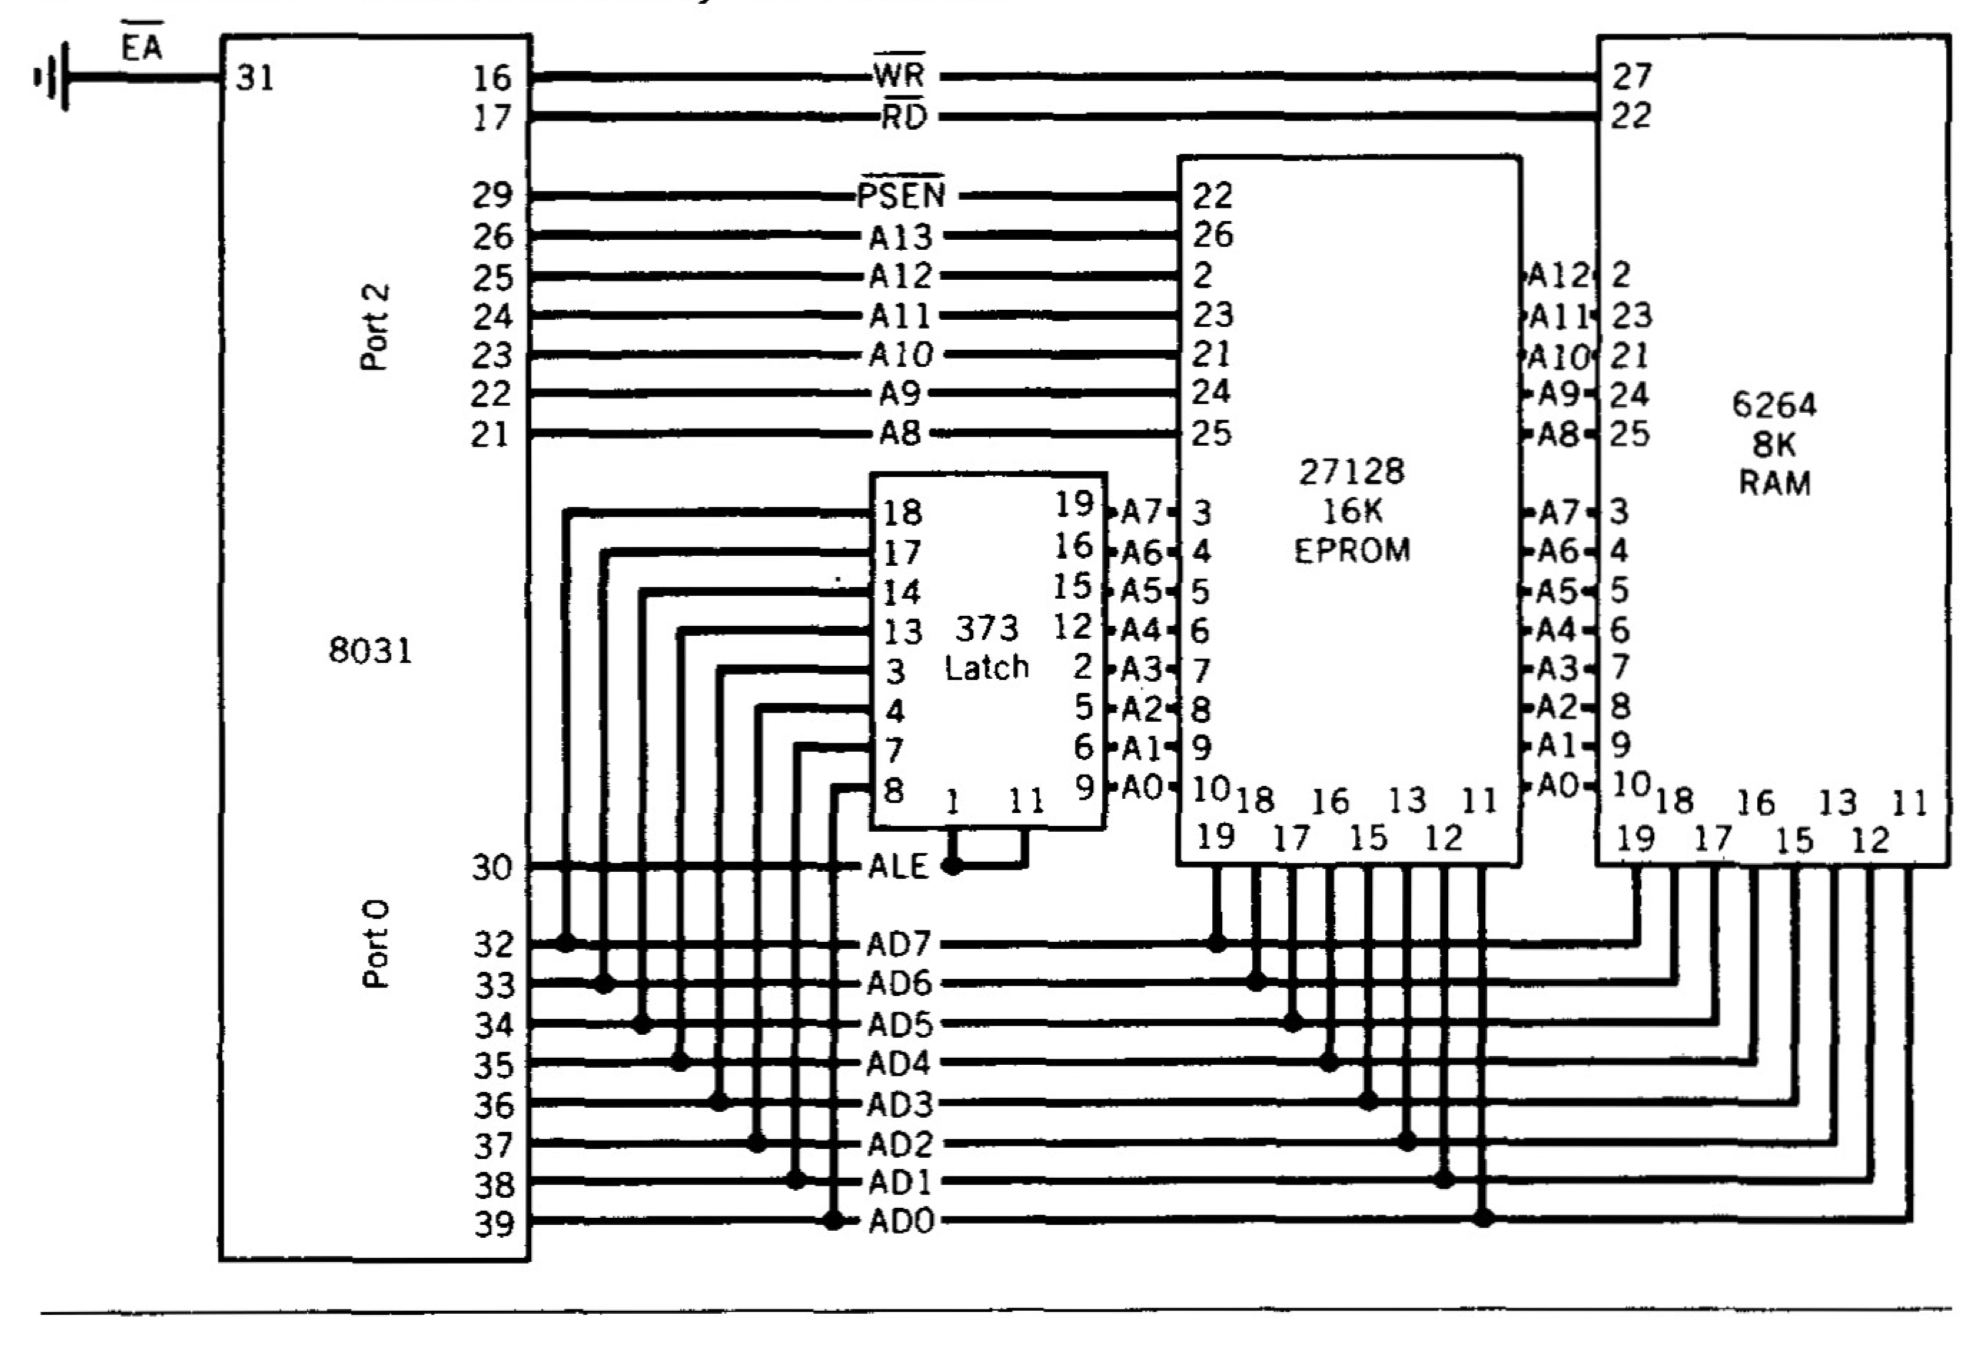 EA
31
16 WR 27
17 RD 22
29 PSEN 22
26 A13 26
25 A12 2 A12 2
24 A11 23 A11 23
23 A10 21 A10 21
22 A9 24 A9 24
21 A8 25 A8 25
Port 2
8031
Port 0
18 19 A7 3 A7 3
17 16 A6 4 A6 4
14 15 A5 5 A5 5
13 12 A4 6 A4 6
3 2 A3 7 A3 7
4 5 A2 8 A2 8
7 6 A1 9 A1 9
8 9 A0 10 A0 10
373
Latch
1 11
27128
16K
EPROM
6264
8K
RAM
18 16 13 11
19 17 15 12
18 16 13 11
19 17 15 12
30 ALE
32 AD7
33 AD6
34 AD5
35 AD4
36 AD3
37 AD2
38 AD1
39 AD0